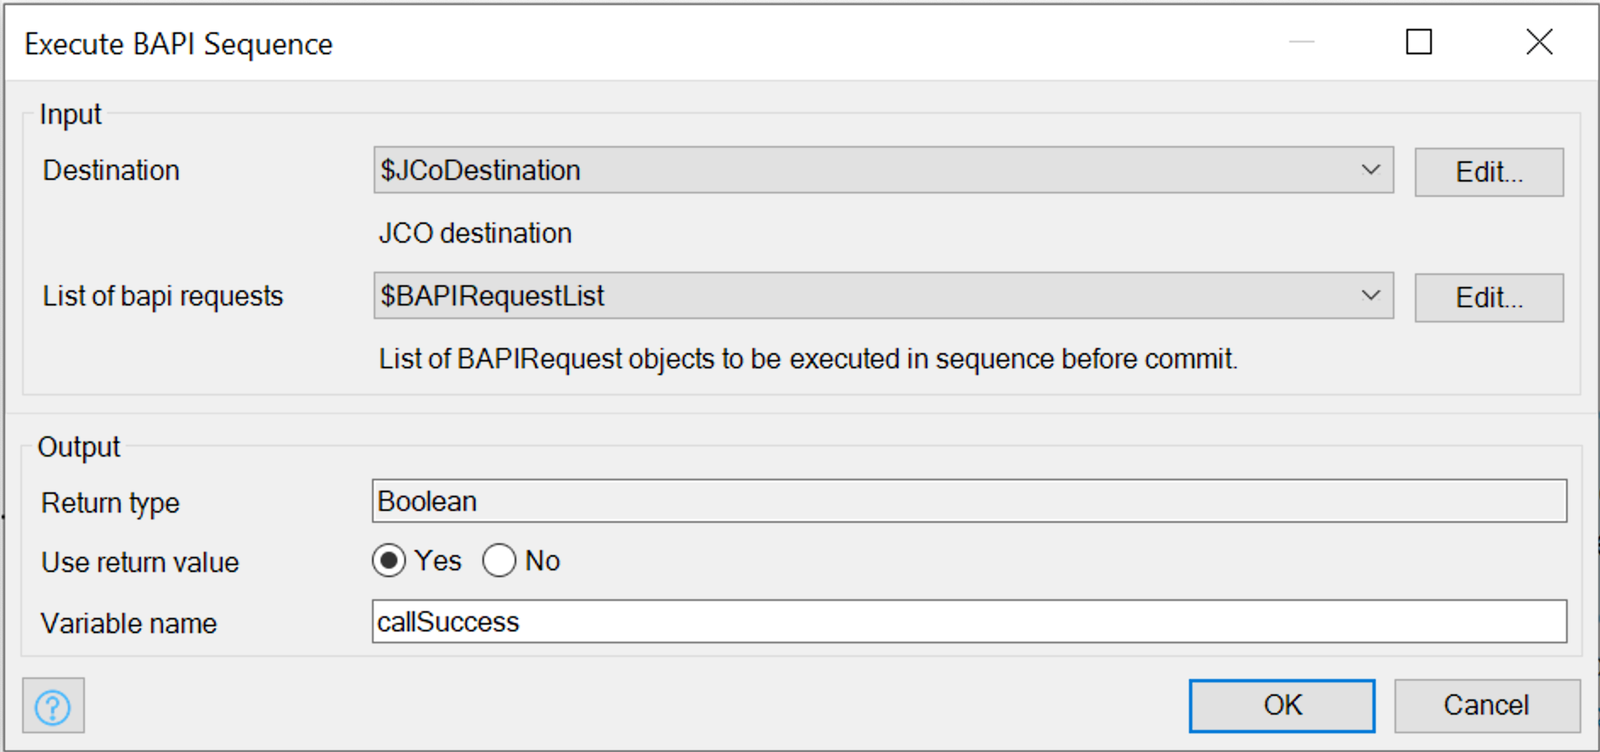 Execute BAPI Sequence
Input
Destination
$JCoDestination
Edit...
JCO destination
List of bapi requests
$BAPIRequestList
Edit...
List of BAPIRequest objects to be executed in sequence before commit.
Output
Return type
Boolean
Use return value
Yes
No
Variable name
callSuccess
?
OK
Cancel